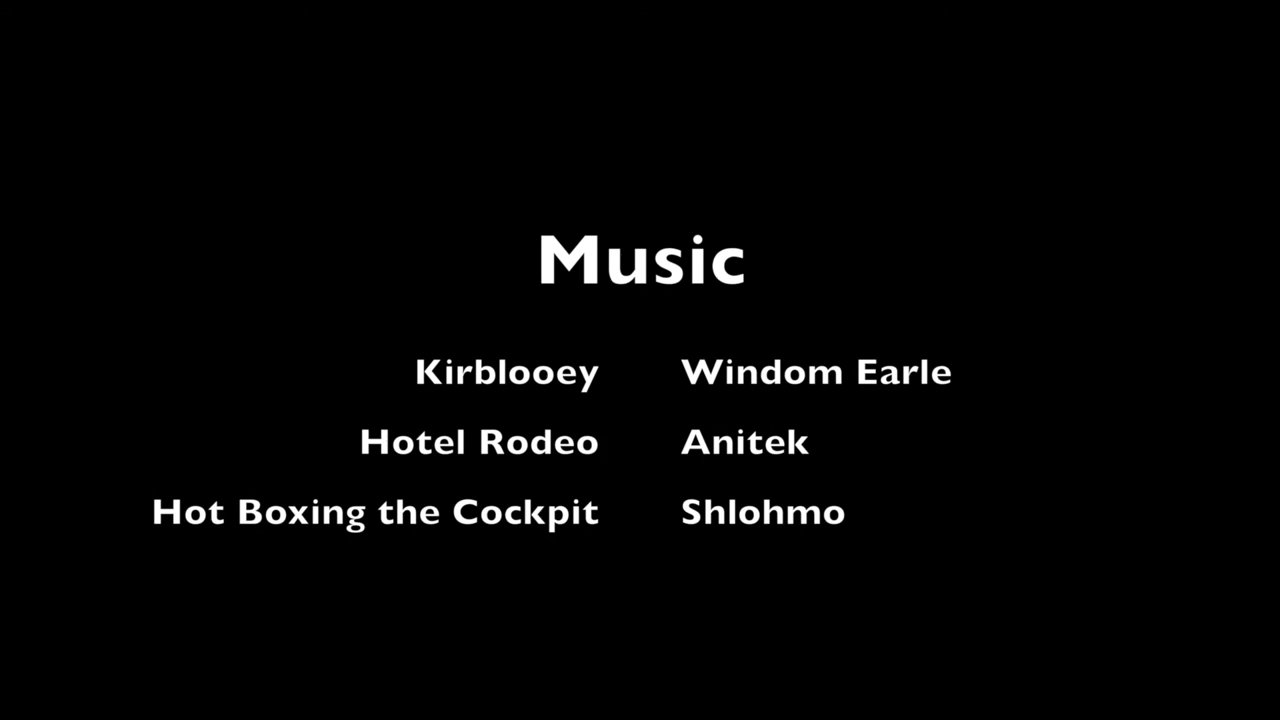 Music
Kirblooey Windom Earle
Hotel Rodeo Anitek
Hot Boxing the Cockpit Shlohmo